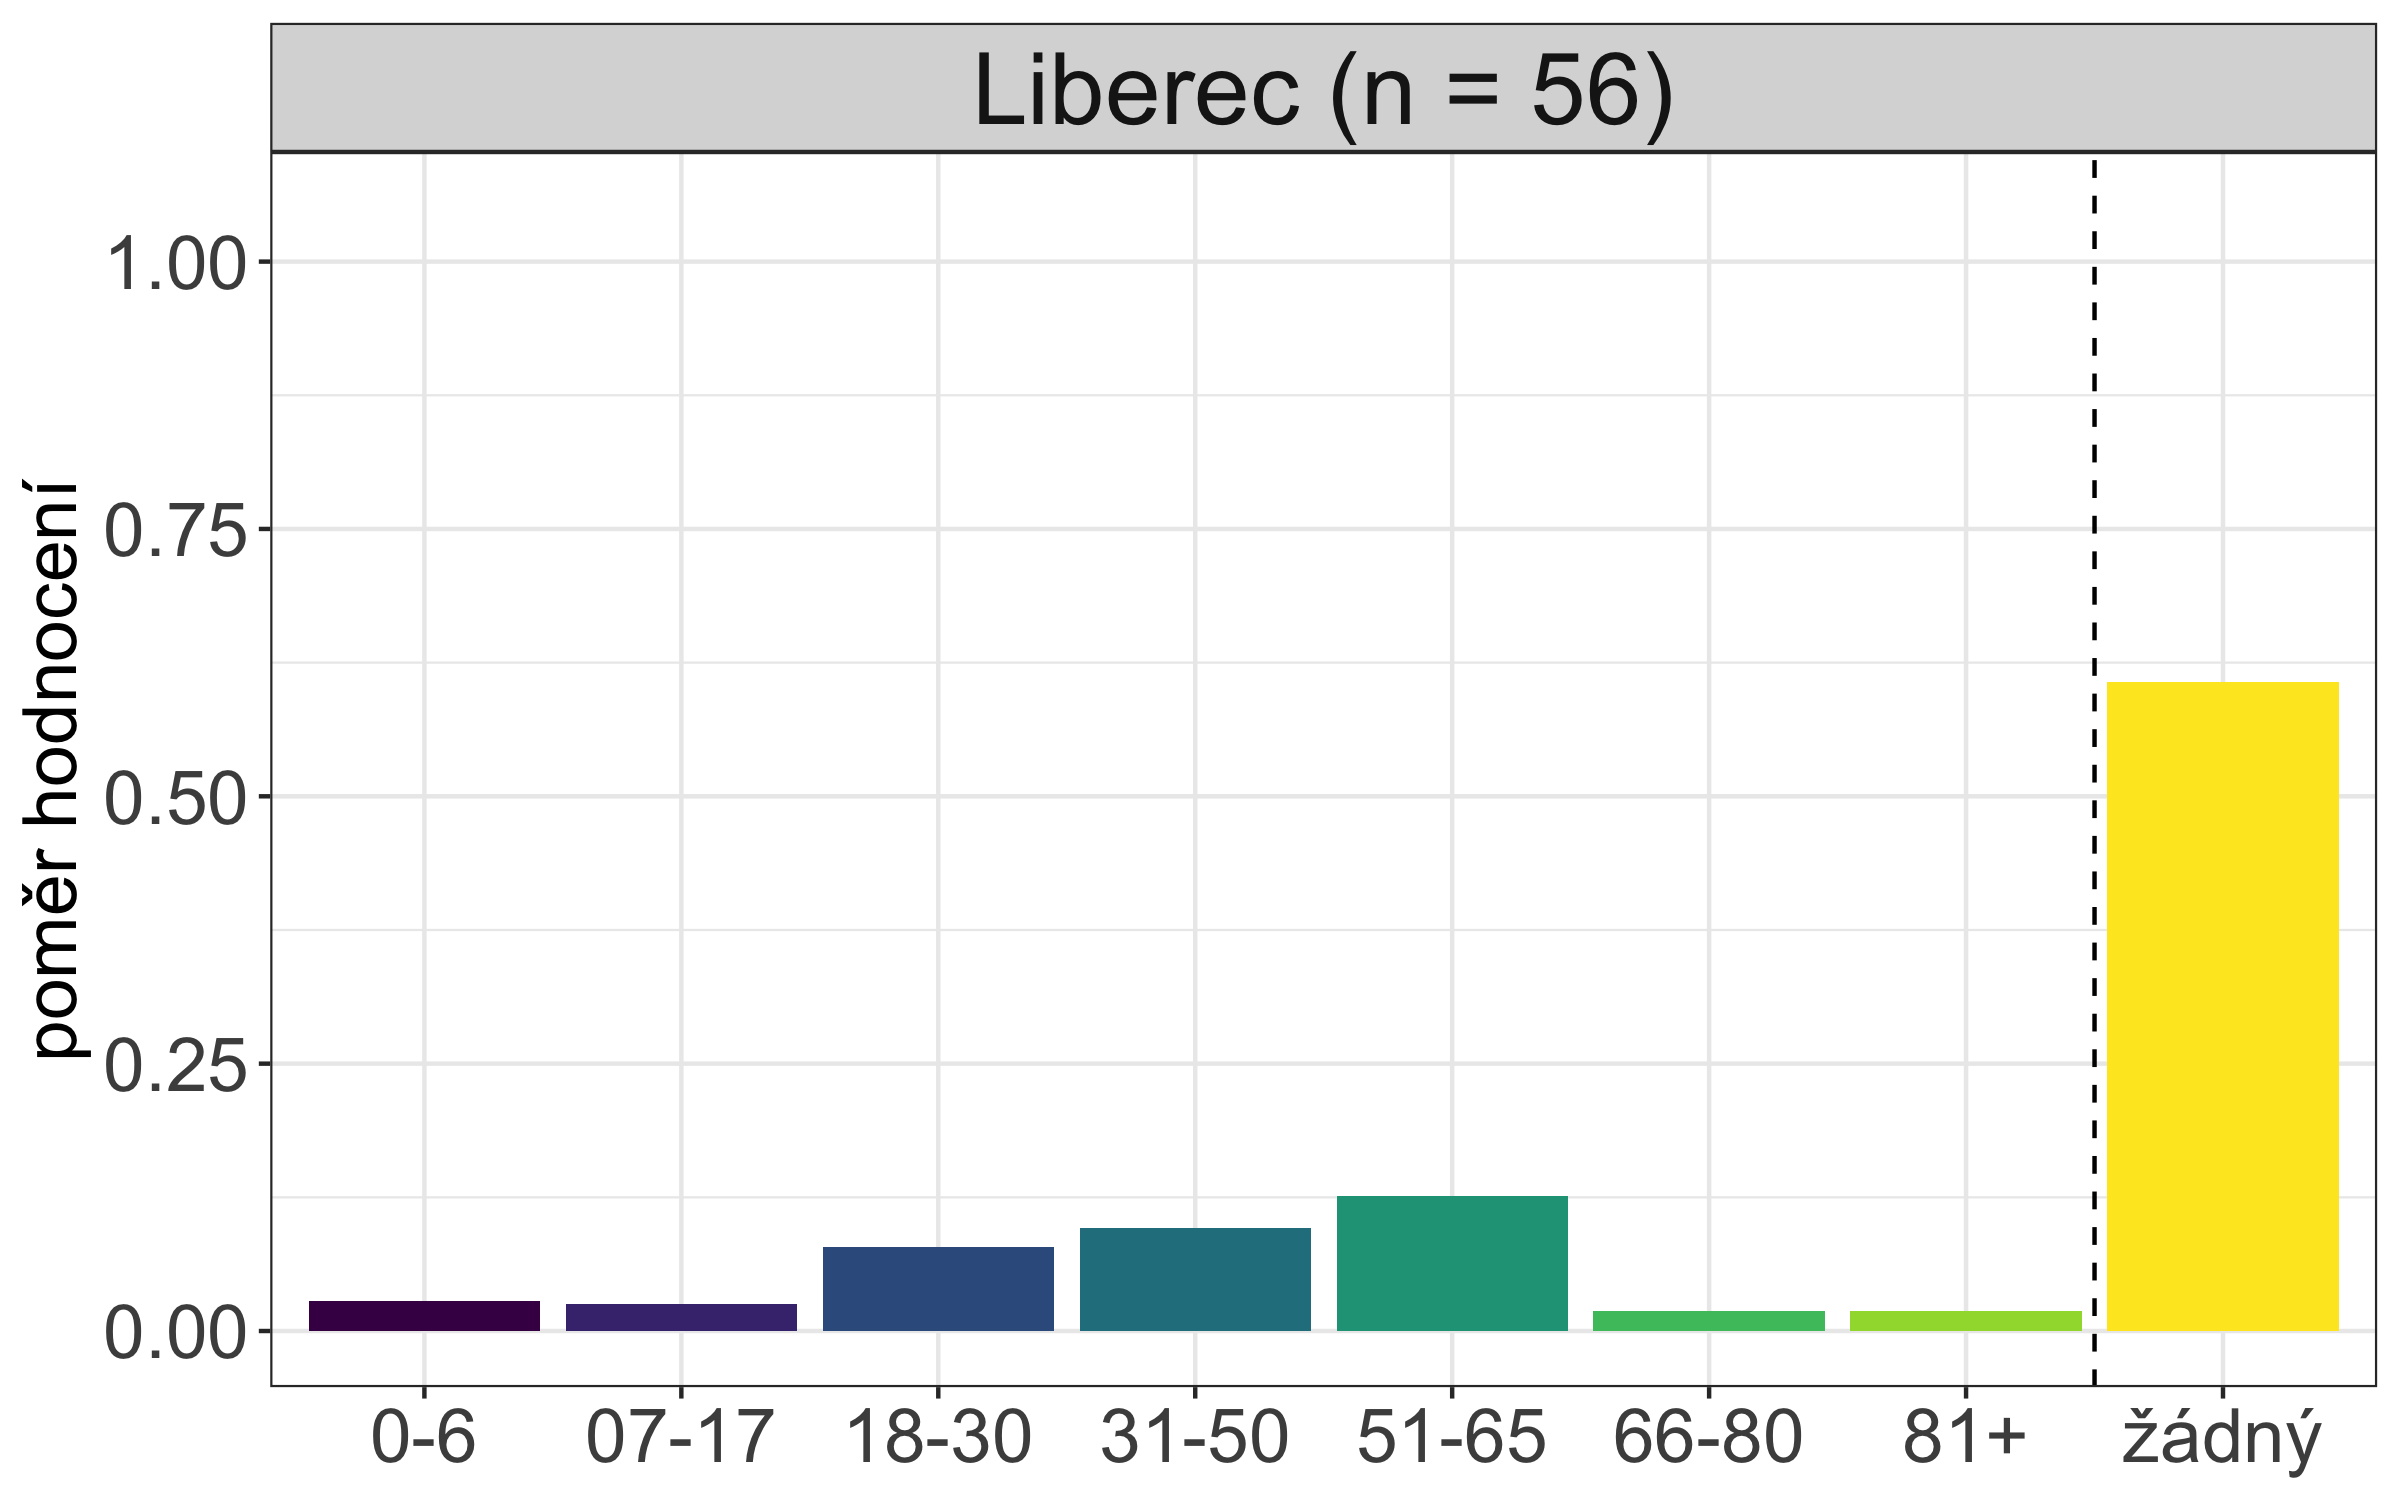 Liberec (n = 56)
poměr hodnocení
1.00
0.75
0.50
0.25
0.00
0-6 07-17 18-30 31-50 51-65 66-80 81+ žádný